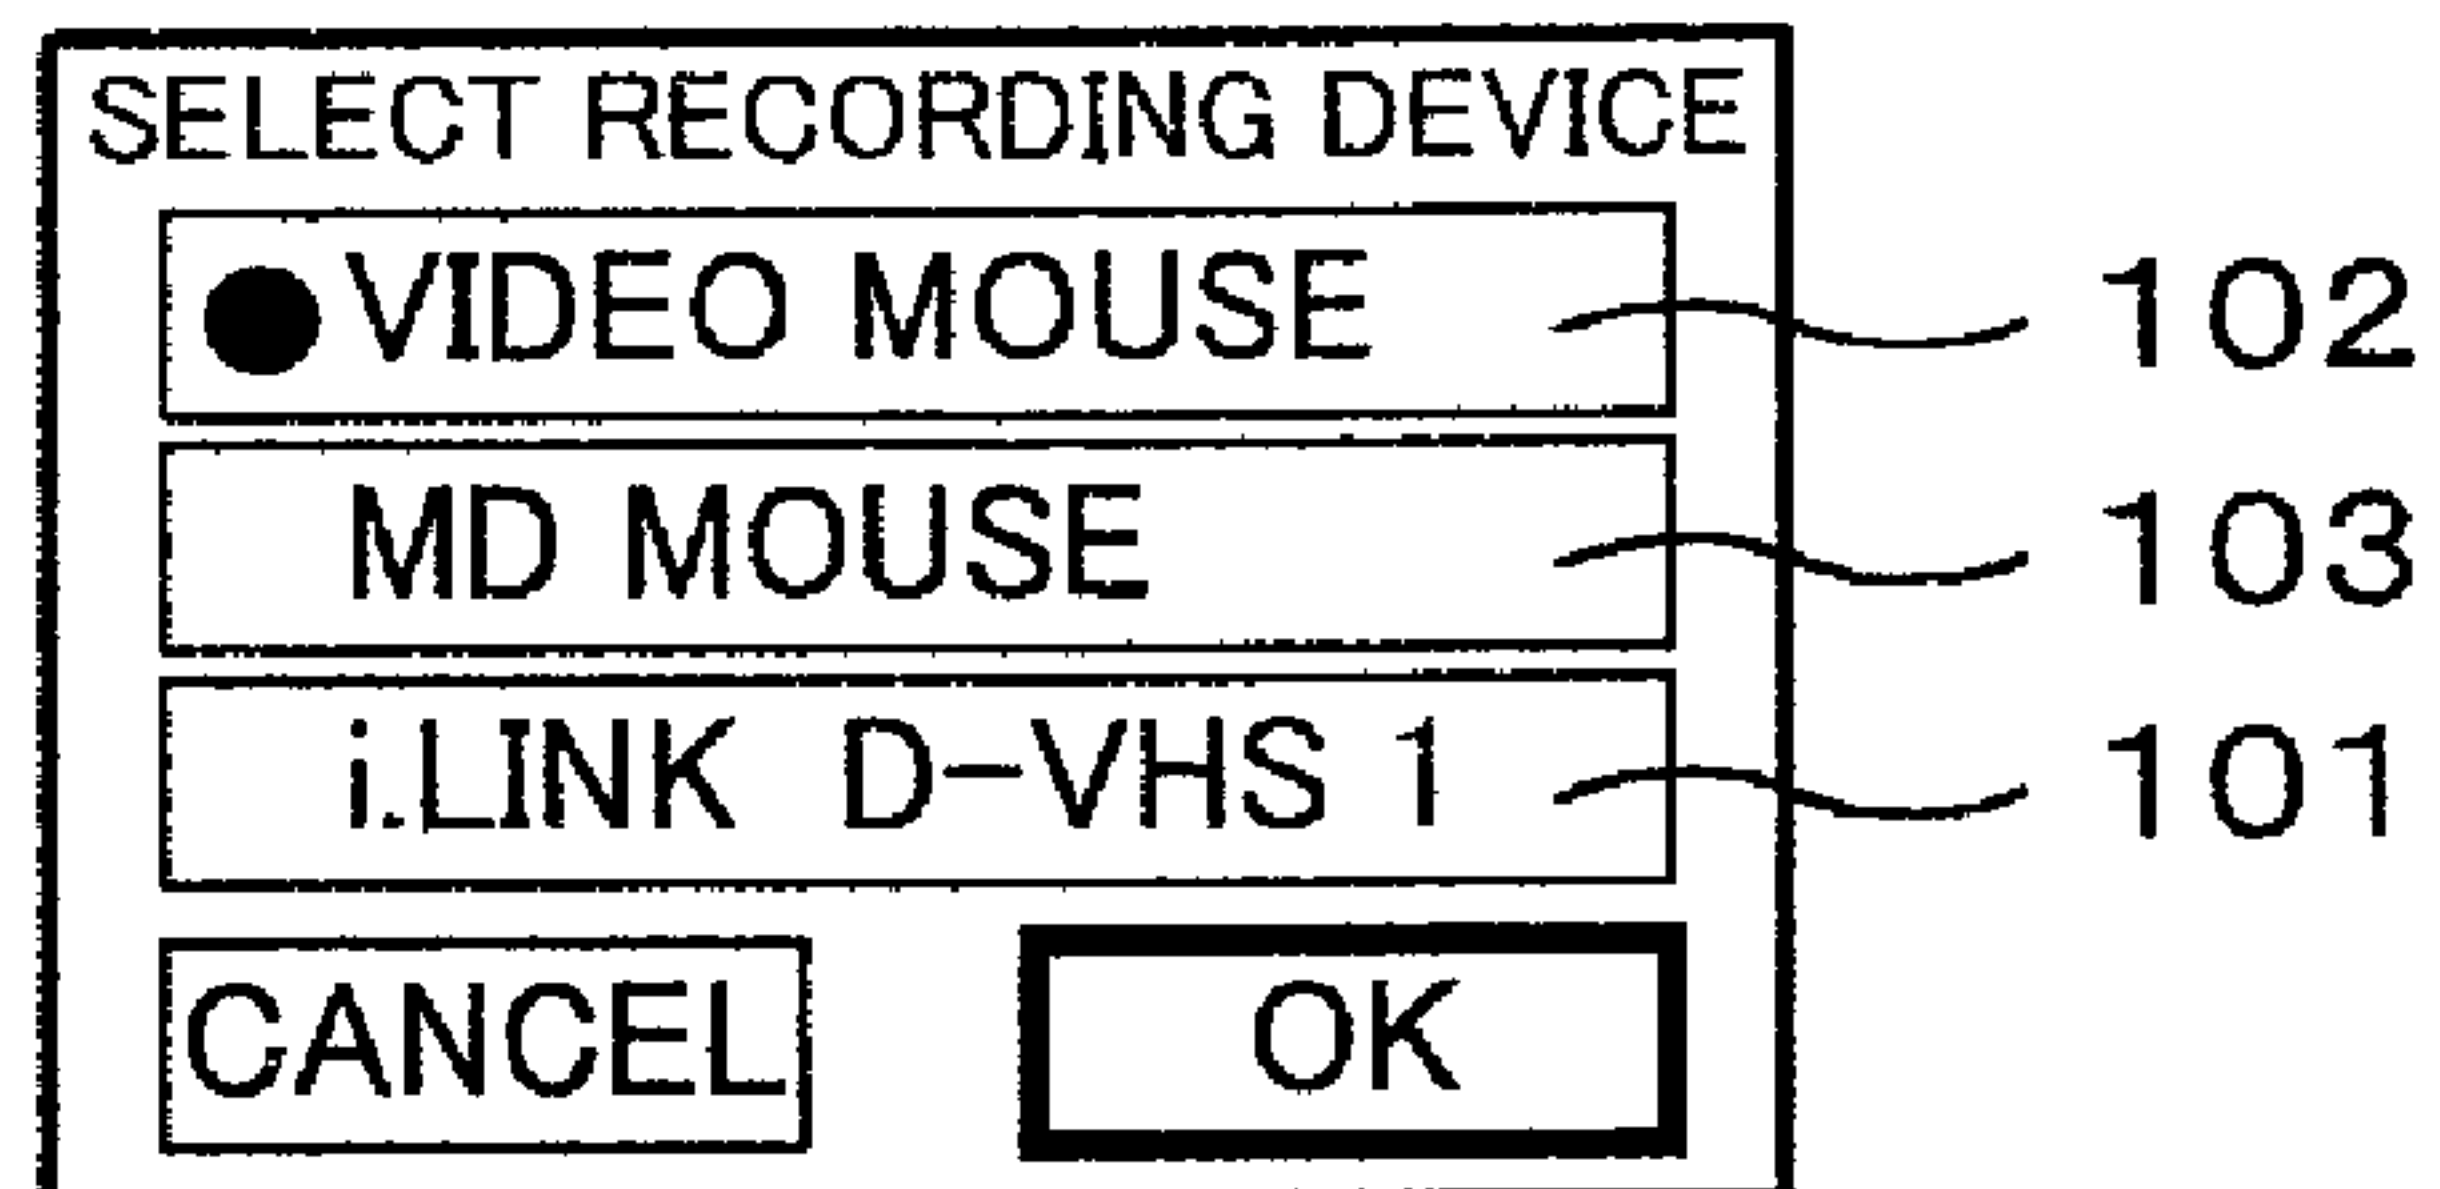 SELECT RECORDING DEVICE
●VIDEO MOUSE 102
MD MOUSE 103
i.LINK D-VHS 1 101
CANCEL OK